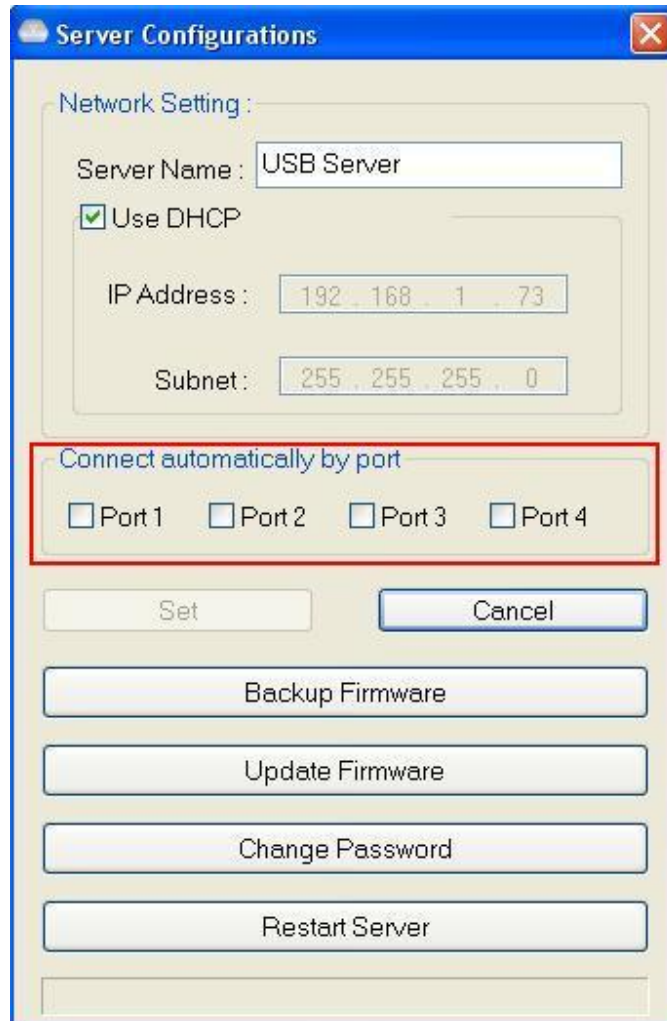 Server Configurations
Network Setting :
Server Name : USB Server
Use DHCP
IP Address : 192 . 168 . 1 . 73
Subnet : 255 . 255 . 255 . 0
Connect automatically by port
Port 1 Port 2 Port 3 Port 4
Set Cancel
Backup Firmware
Update Firmware
Change Password
Restart Server